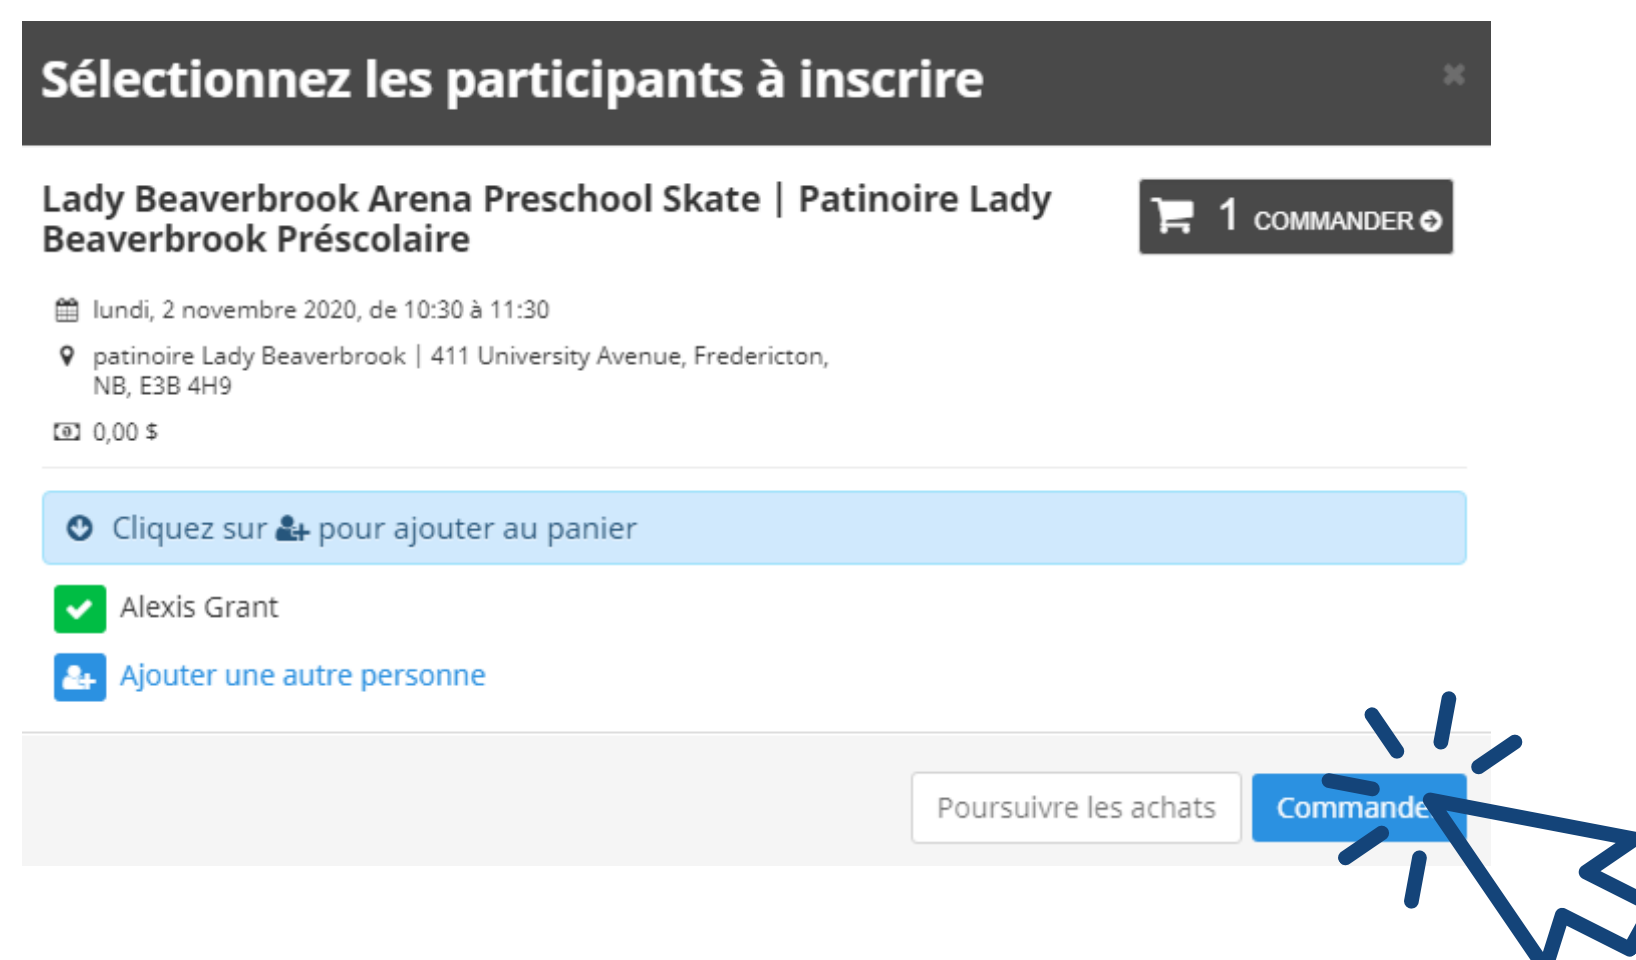 Sélectionnez les participants à inscrire
Lady Beaverbrook Arena Preschool Skate | Patinoire Lady
Beaverbrook Préscolaire
1 COMMANDER
lundi, 2 novembre 2020, de 10:30 à 11:30
patinoire Lady Beaverbrook | 411 University Avenue, Fredericton,
NB, E3B 4H9
0,00 $
Cliquez sur pour ajouter au panier
Alexis Grant
Ajouter une autre personne
Poursuivre les achats
Commander